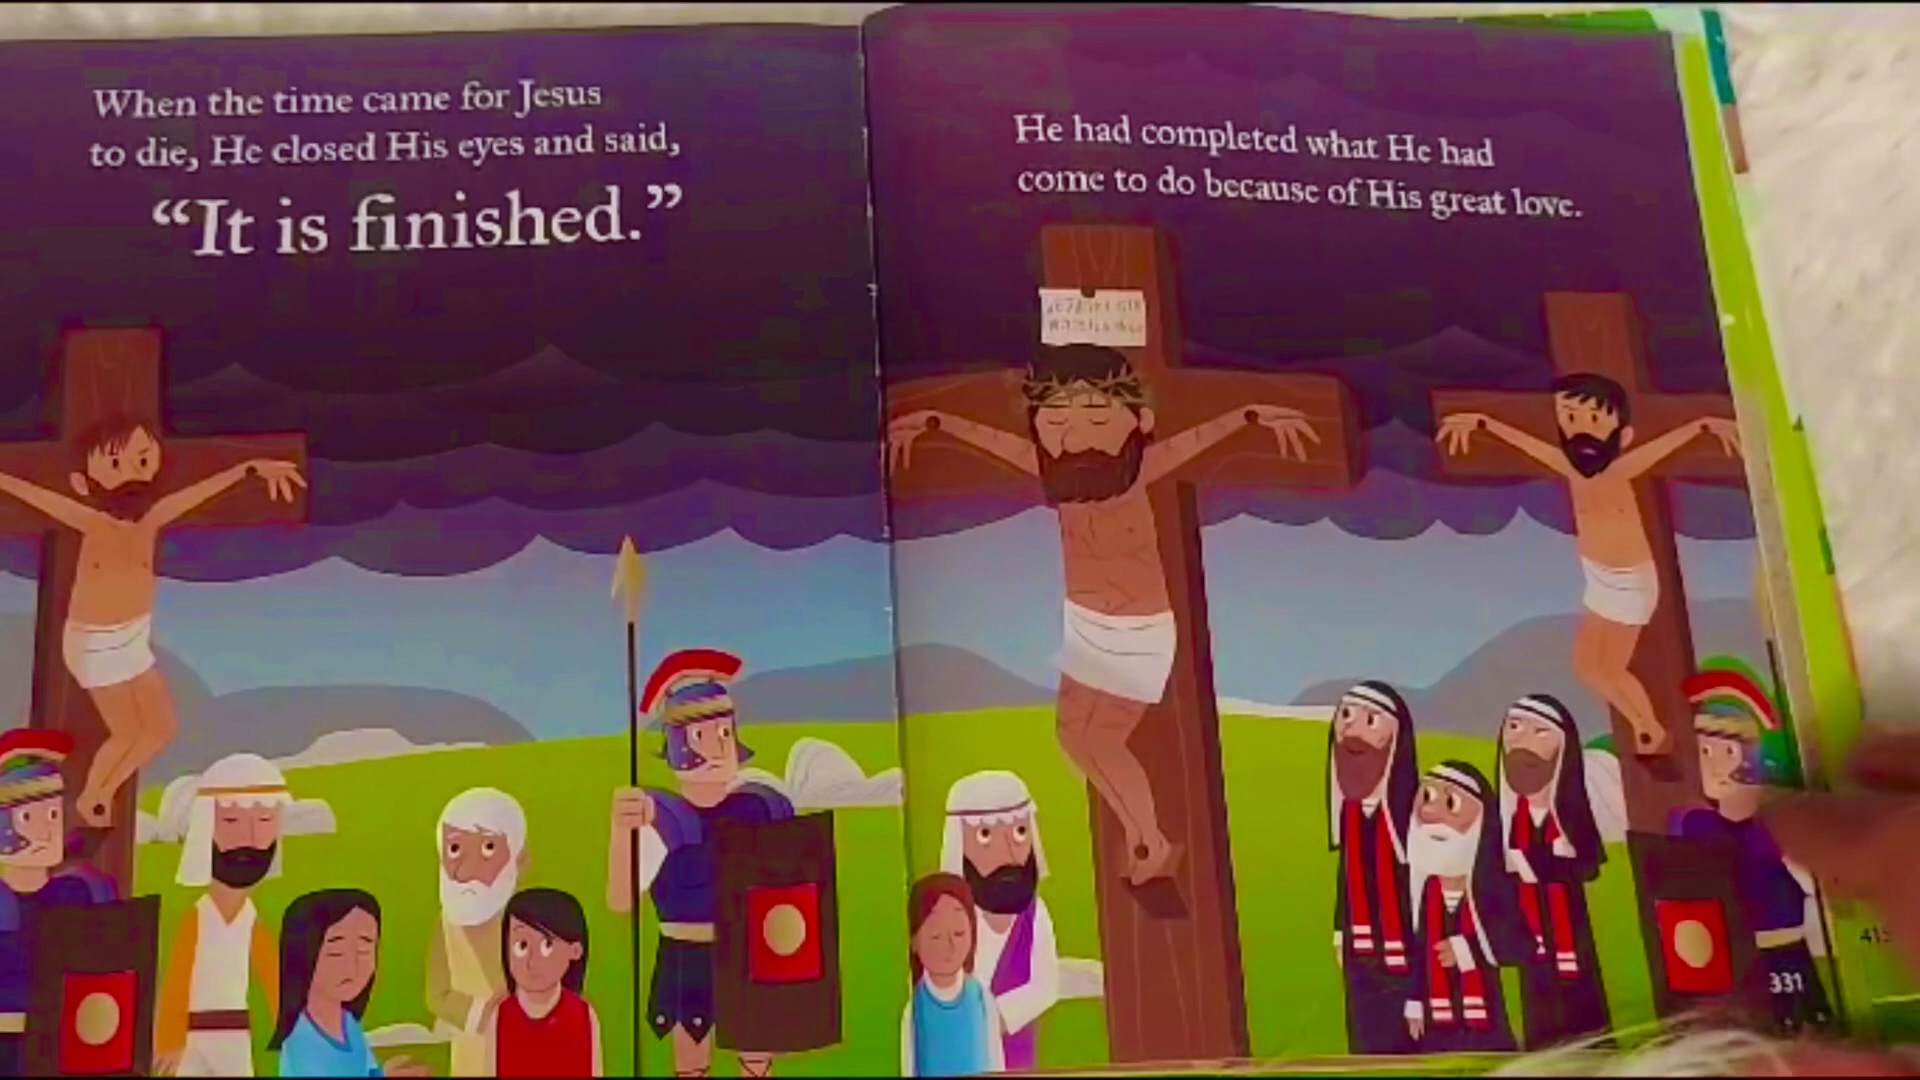 When the time came for Jesus
to die, He closed His eyes and said,
“It is finished.”
He had completed what He had
come to do because of His great love.
331